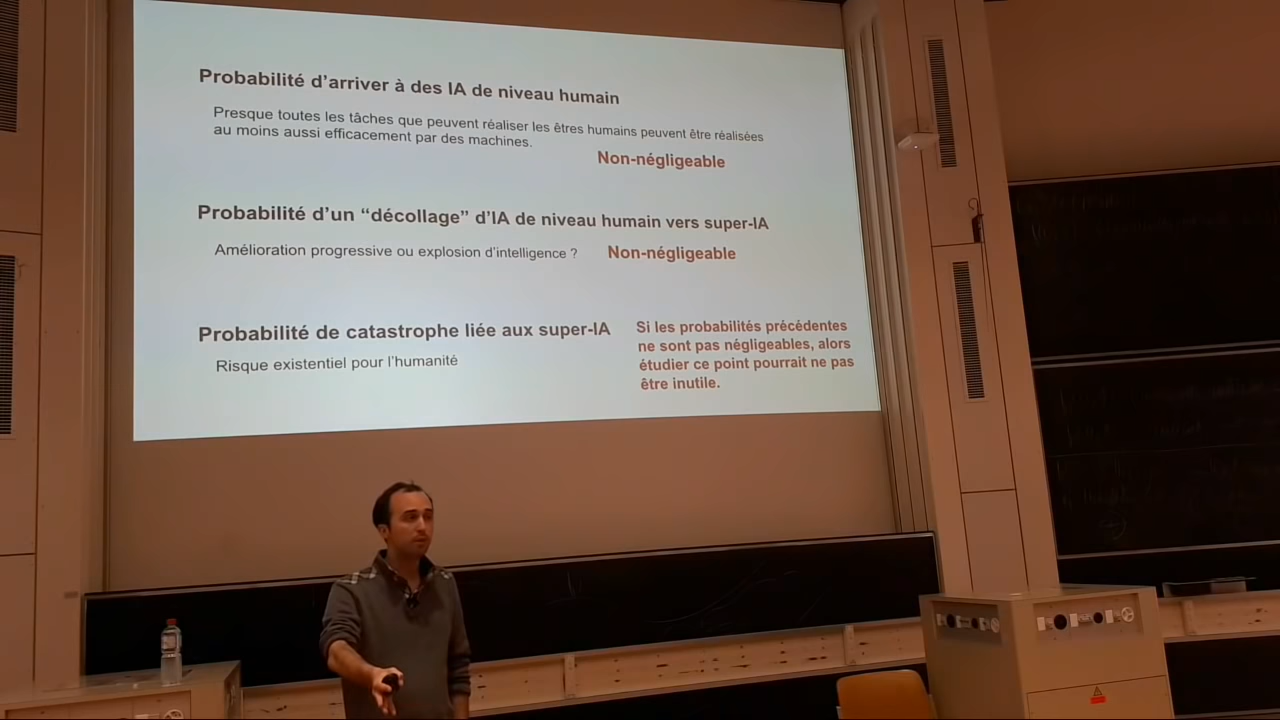 Probabilité d'arriver à des IA de niveau humain
Presque toutes les tâches que peuvent réaliser les êtres humains peuvent être réalisées
au moins aussi efficacement par des machines.
Non-négligeable
Probabilité d'un “décollage” d'IA de niveau humain vers super-IA
Amélioration progressive ou explosion d'intelligence ?
Non-négligeable
Probabilité de catastrophe liée aux super-IA
Risque existentiel pour l'humanité
Si les probabilités précédentes
ne sont pas négligeables, alors
étudier ce point pourrait ne pas
être inutile.